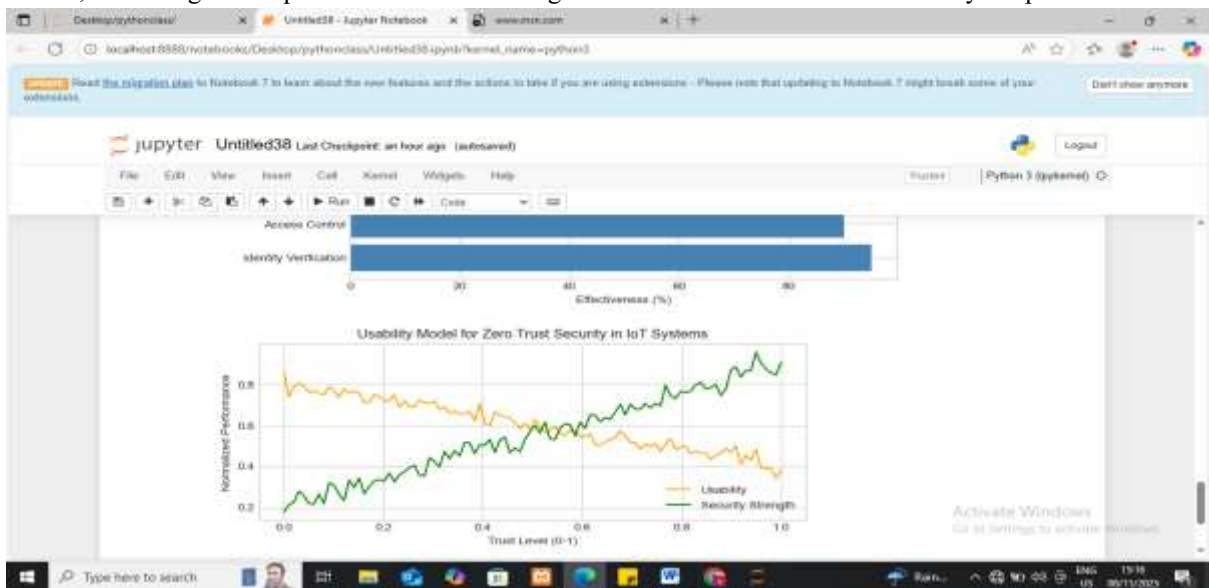 Desktop/pythonclass/
Untitled38 - Jupyter Notebook
www.msn.com
localhost:8888/notebooks/Desktop/pythonclass/Untitled38.ipynb?kernel_name=python3
Read the migration plan to Notebook 7 to learn about the new features and the actions to take if you are using extensions - Please note that updating to Notebook 7 might break some of your
extensions.
Don't show anymore
jupyter Untitled38 Last Checkpoint: an hour ago (autosaved)
Logout
File Edit View Insert Cell Kernel Widgets Help
Trusted
Python 3 (ipykernel)
Run
Code
Access Control
Identity Verification
0 20 40 60 80
Effectiveness (%)
Usability Model for Zero Trust Security in IoT Systems
Normalized Performance
0.8
0.6
0.4
0.2
Usability
Security Strength
0.0 0.2 0.4 0.6 0.8 1.0
Trust Level (0-1)
Activate Windows
Go to Settings to activate Windows.
Type here to search
Rain...
ENG
US
15:16